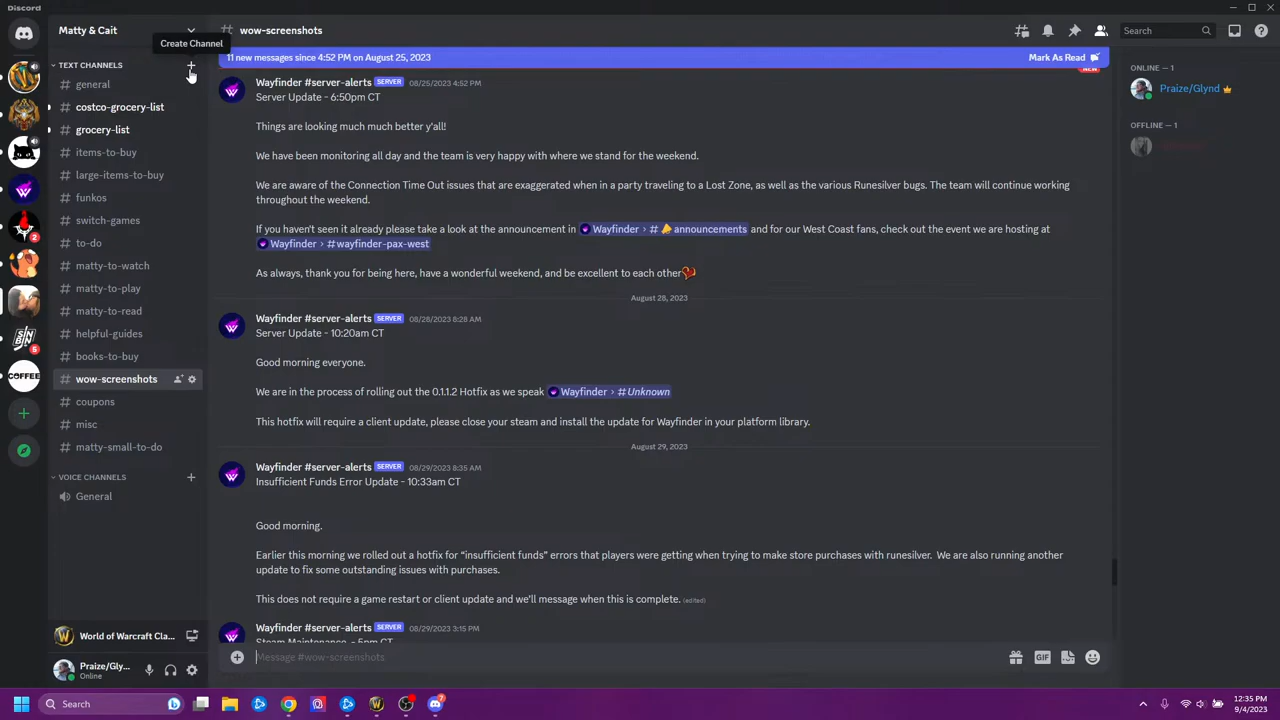 Discord
Matty & Cait
Create Channel
wow-screenshots
Search
11 new messages since 4:52 PM on August 25, 2023
Mark As Read
TEXT CHANNELS
general
costco-grocery-list
grocery-list
items-to-buy
large-items-to-buy
funkos
switch-games
to-do
matty-to-watch
matty-to-play
matty-to-read
helpful-guides
books-to-buy
wow-screenshots
coupons
misc
matty-small-to-do
VOICE CHANNELS
General
World of Warcraft Cla...
Praize/Gly...
Online
2
SIN
BIN
5
COFFEE
NEW
Wayfinder #server-alerts SERVER 08/25/2023 4:52 PM
Server Update - 6:50pm CT
Things are looking much much better y'all!
We have been monitoring all day and the team is very happy with where we stand for the weekend.
We are aware of the Connection Time Out issues that are exaggerated when in a party traveling to a Lost Zone, as well as the various Runesilver bugs. The team will continue working
throughout the weekend.
If you haven't seen it already please take a look at the announcement in Wayfinder › # announcements and for our West Coast fans, check out the event we are hosting at
Wayfinder › #wayfinder-pax-west
As always, thank you for being here, have a wonderful weekend, and be excellent to each other
August 28, 2023
Wayfinder #server-alerts SERVER 08/28/2023 8:28 AM
Server Update - 10:20am CT
Good morning everyone.
We are in the process of rolling out the 0.1.1.2 Hotfix as we speak Wayfinder › #Unknown
This hotfix will require a client update, please close your steam and install the update for Wayfinder in your platform library.
August 29, 2023
Wayfinder #server-alerts SERVER 08/29/2023 8:35 AM
Insufficient Funds Error Update - 10:33am CT
Good morning.
Earlier this morning we rolled out a hotfix for “insufficient funds” errors that players were getting when trying to make store purchases with runesilver. We are also running another
update to fix some outstanding issues with purchases.
This does not require a game restart or client update and we'll message when this is complete. (edited)
Wayfinder #server-alerts SERVER 08/29/2023 3:15 PM
Steam Maintenance - 5pm CT
Message #wow-screenshots
GIF
ONLINE — 1
Praize/Glynd
OFFLINE — 1
Search
7
12:35 PM
9/4/2023